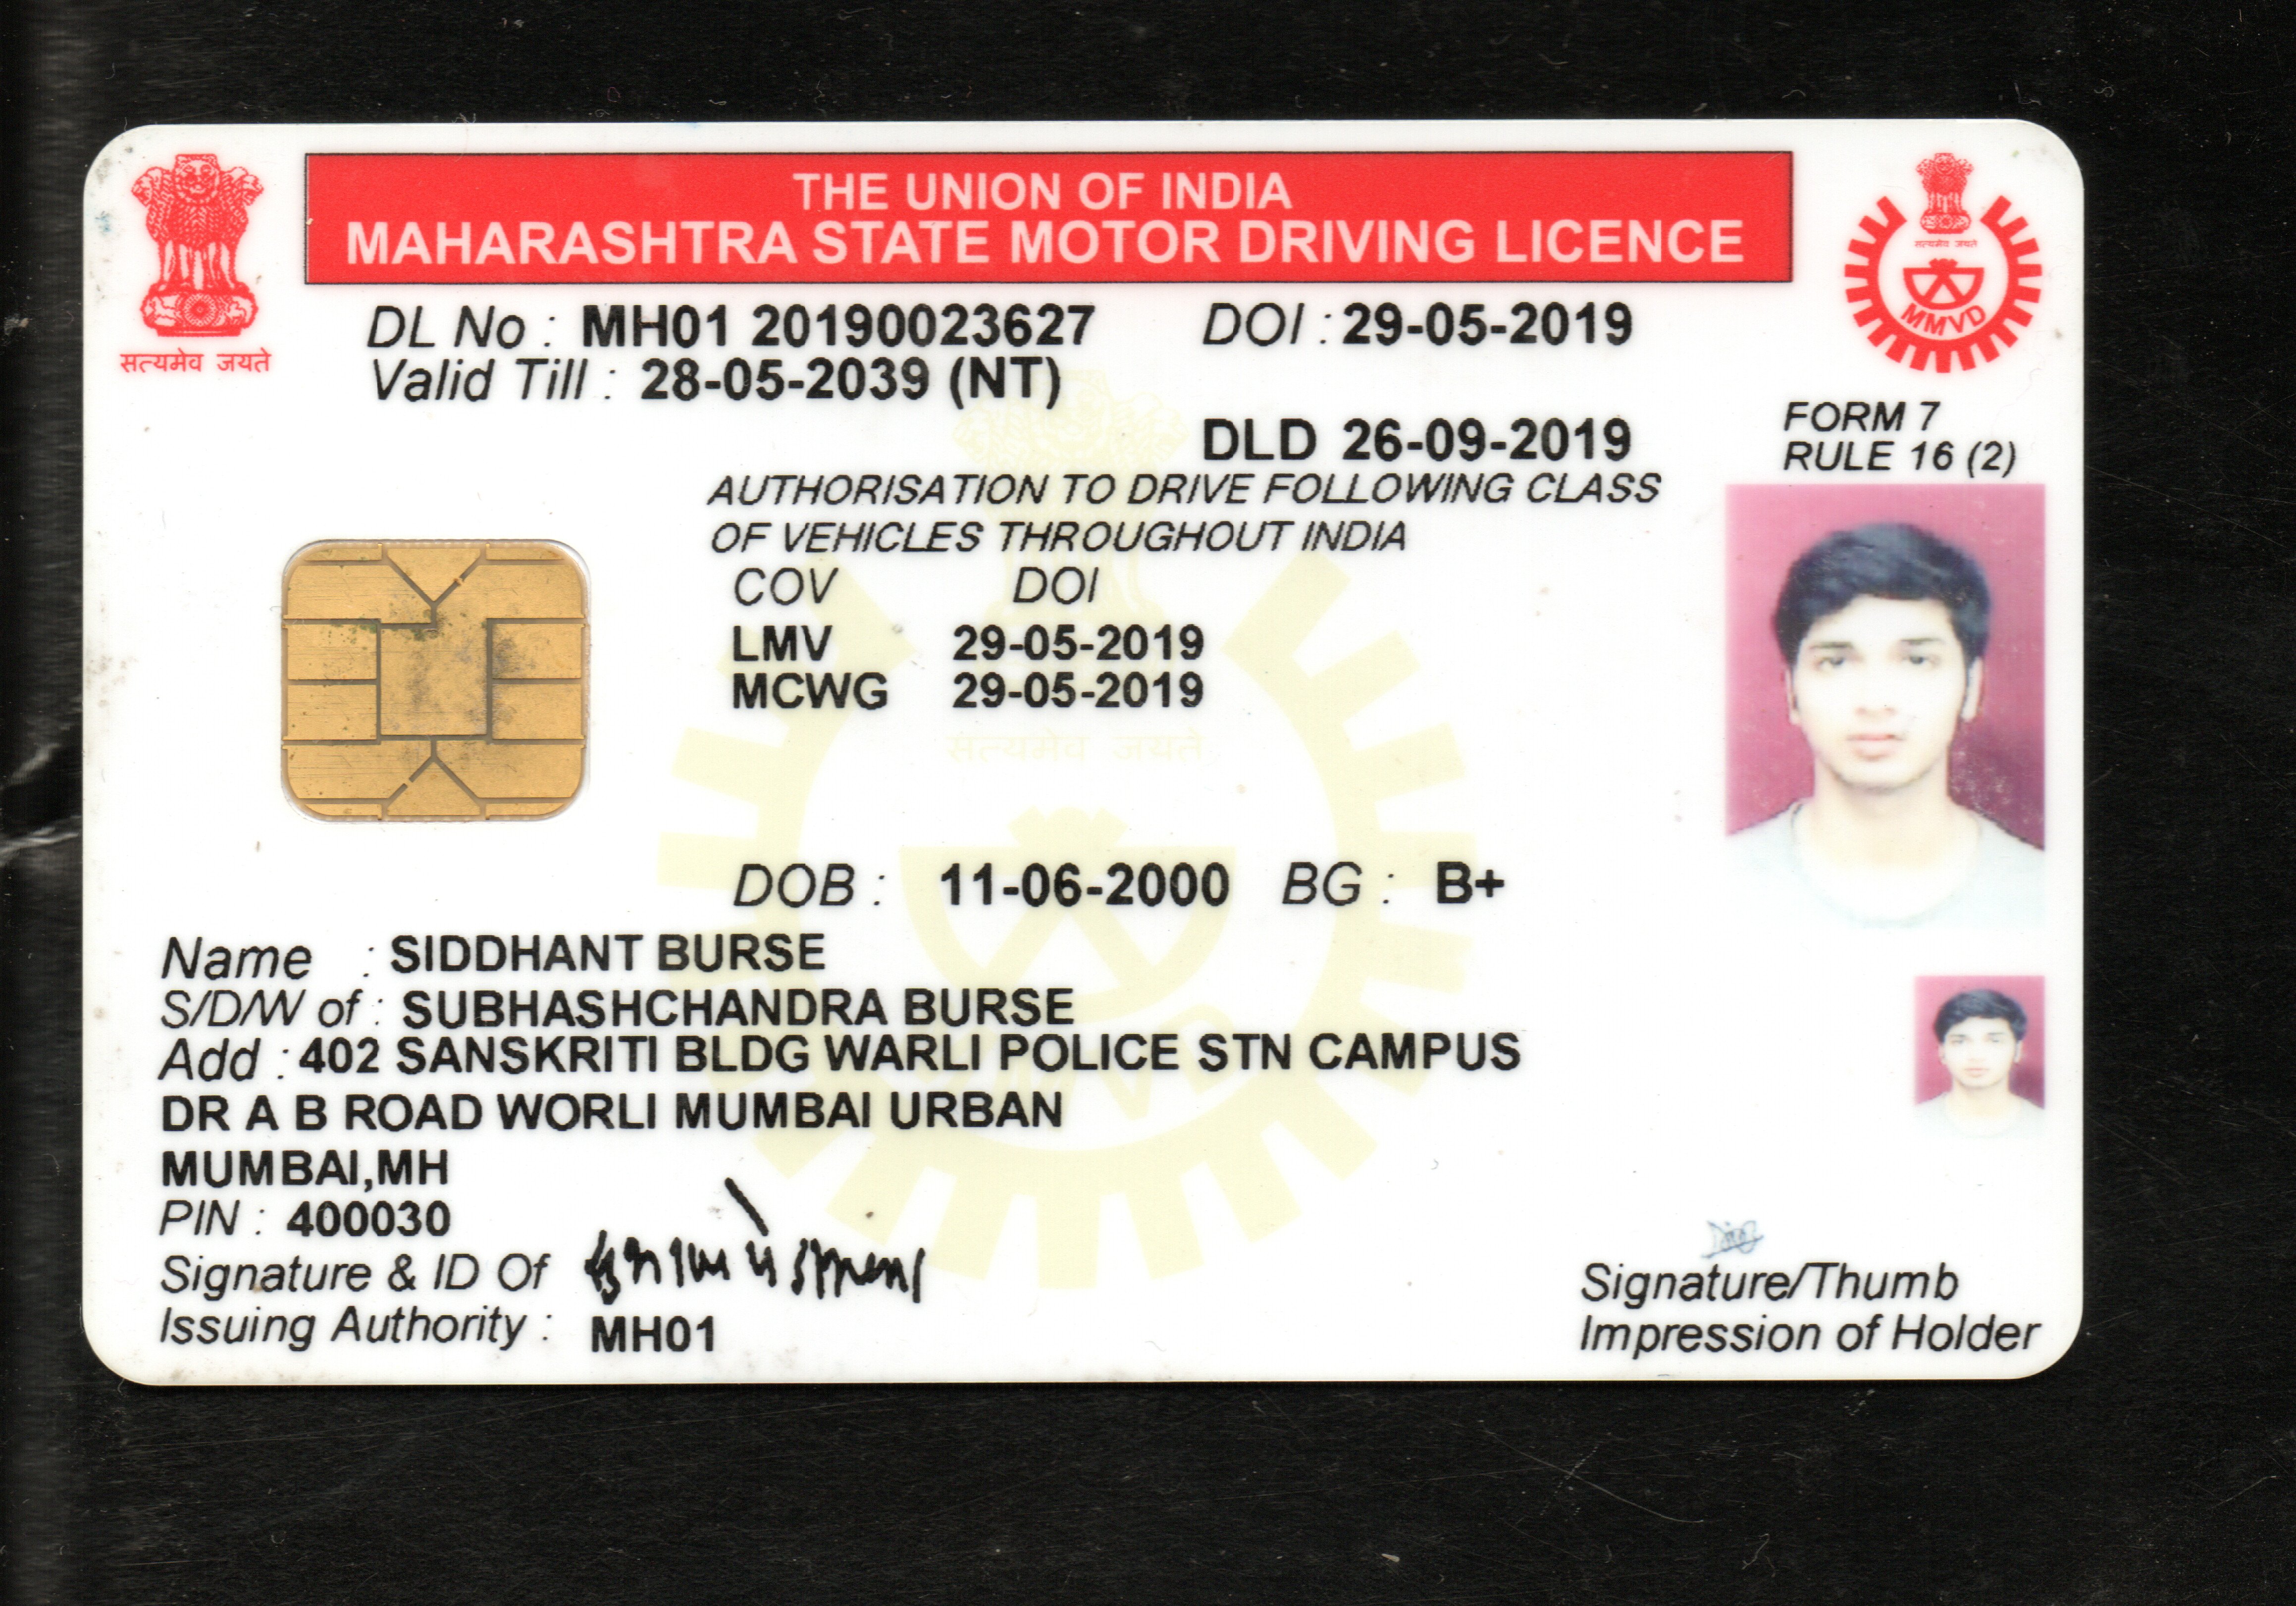 THE UNION OF INDIA
MAHARASHTRA STATE MOTOR DRIVING LICENCE
सत्यमेव जयते
सत्यमेव जयते
MMVD
DL No : MH01 20190023627 DOI : 29-05-2019
Valid Till : 28-05-2039 (NT)
FORM 7
RULE 16 (2)
DLD 26-09-2019
AUTHORISATION TO DRIVE FOLLOWING CLASS
OF VEHICLES THROUGHOUT INDIA
COV DOI
LMV 29-05-2019
MCWG 29-05-2019
सत्यमेव जयते
DOB : 11-06-2000 BG : B+
Name : SIDDHANT BURSE
S/D/W of : SUBHASHCHANDRA BURSE
Add : 402 SANSKRITI BLDG WARLI POLICE STN CAMPUS
DR A B ROAD WORLI MUMBAI URBAN
MUMBAI,MH
PIN : 400030
Signature & ID Of
Issuing Authority : MH01
Signature/Thumb
Impression of Holder